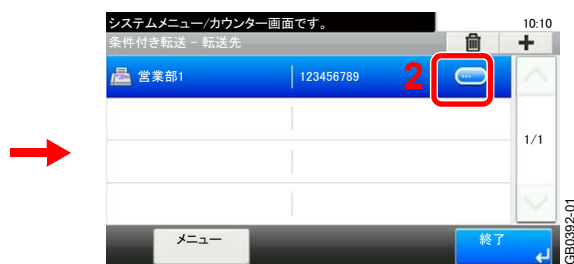 システムメニュー/カウンター画面です。 10:10
条件付き転送 - 転送先
営業部1 123456789 2
1/1
メニュー 終了
GB0392-01